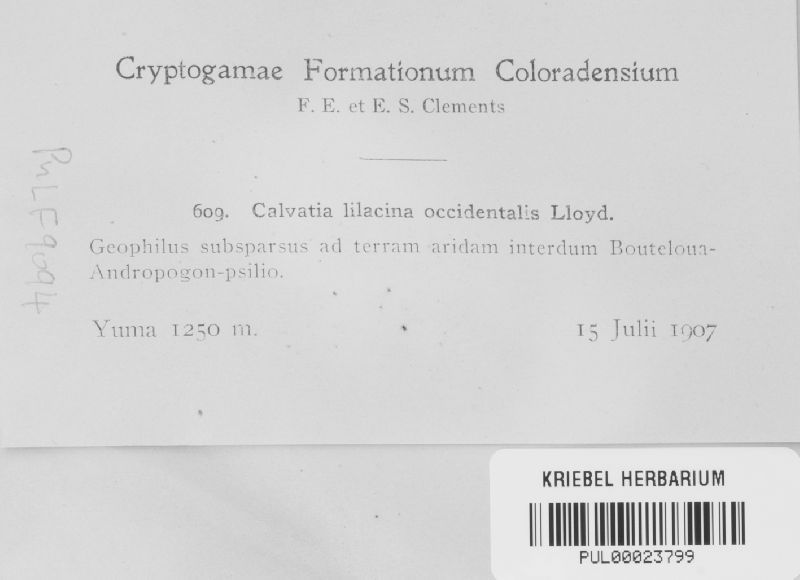 Cryptogamae Formationum Coloradensium
F. E. et E. S. Clements
609. Calvatia lilacina occidentalis Lloyd.
Geophilus subsparsus ad terram aridam interdum Bouteloua-
Andropogon-psilio.
Yuma 1250 m. 15 Julii 1907
PUL F9094
KRIEBEL HERBARIUM
PUL00023799